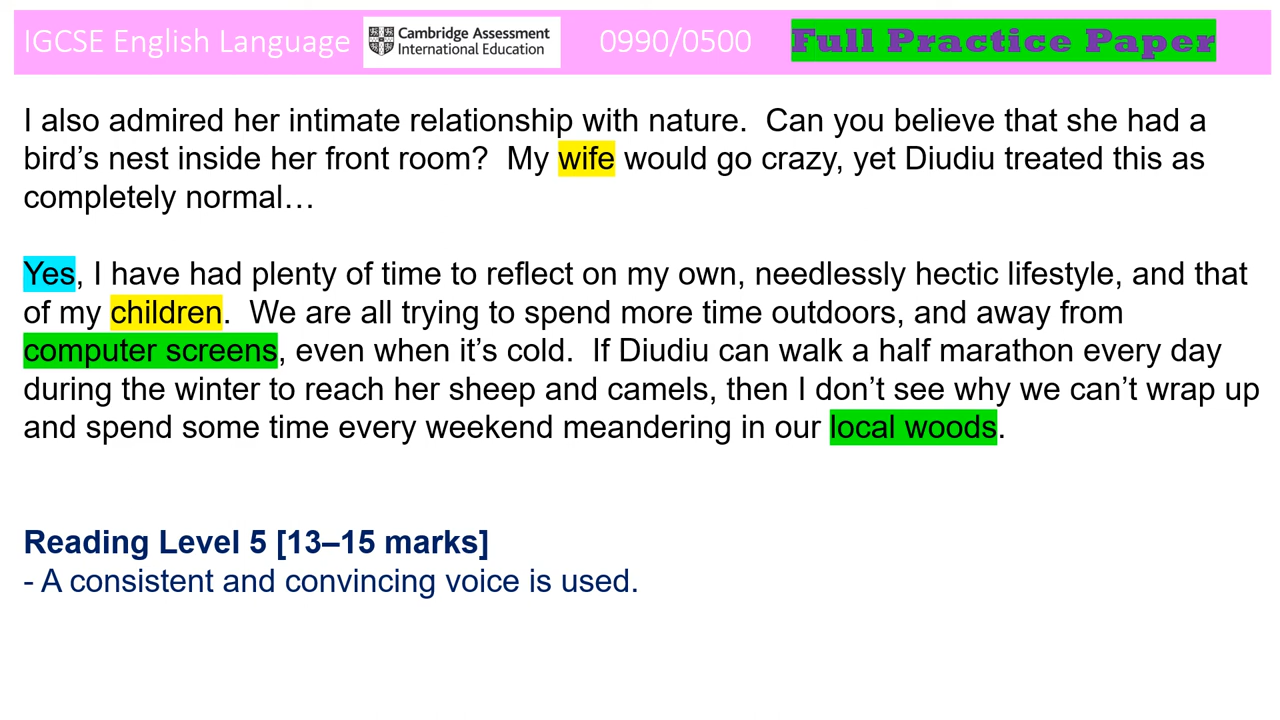 IGCSE English Language Cambridge Assessment International Education 0990/0500 Full Practice Paper
I also admired her intimate relationship with nature.  Can you believe that she had a
bird’s nest inside her front room?  My wife would go crazy, yet Diudiu treated this as
completely normal…
Yes, I have had plenty of time to reflect on my own, needlessly hectic lifestyle, and that
of my children.  We are all trying to spend more time outdoors, and away from
computer screens, even when it’s cold.  If Diudiu can walk a half marathon every day
during the winter to reach her sheep and camels, then I don’t see why we can’t wrap up
and spend some time every weekend meandering in our local woods.
Reading Level 5 [13–15 marks]
- A consistent and convincing voice is used.